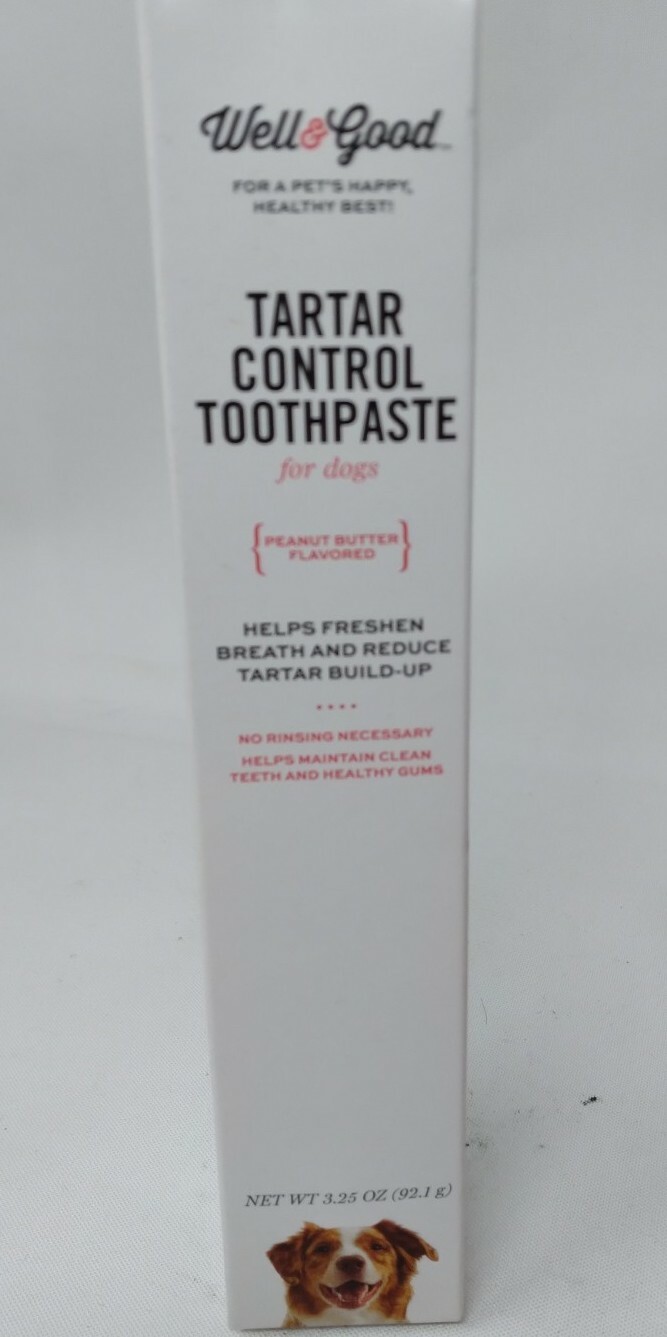 Well&Good™
FOR A PET'S HAPPY,
HEALTHY BEST!
TARTAR
CONTROL
TOOTHPASTE
for dogs
{PEANUT BUTTER
FLAVORED}
HELPS FRESHEN
BREATH AND REDUCE
TARTAR BUILD-UP
NO RINSING NECESSARY
HELPS MAINTAIN CLEAN
TEETH AND HEALTHY GUMS
NET WT 3.25 OZ (92.1 g)